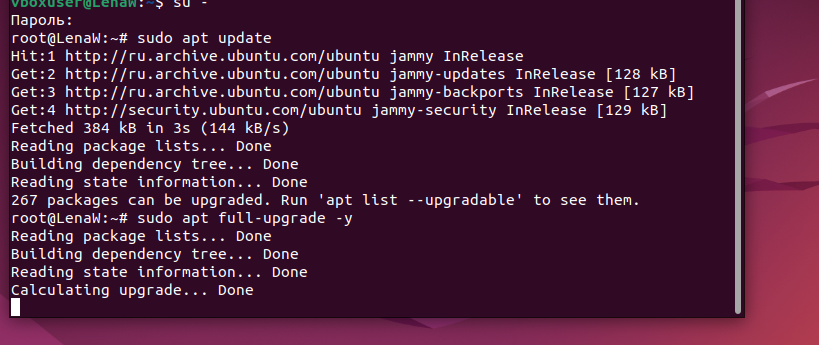 vboxuser@LenaW:~$ su -
Пароль:
root@LenaW:~# sudo apt update
Hit:1 http://ru.archive.ubuntu.com/ubuntu jammy InRelease
Get:2 http://ru.archive.ubuntu.com/ubuntu jammy-updates InRelease [128 kB]
Get:3 http://ru.archive.ubuntu.com/ubuntu jammy-backports InRelease [127 kB]
Get:4 http://security.ubuntu.com/ubuntu jammy-security InRelease [129 kB]
Fetched 384 kB in 3s (144 kB/s)
Reading package lists... Done
Building dependency tree... Done
Reading state information... Done
267 packages can be upgraded. Run 'apt list --upgradable' to see them.
root@LenaW:~# sudo apt full-upgrade -y
Reading package lists... Done
Building dependency tree... Done
Reading state information... Done
Calculating upgrade... Done